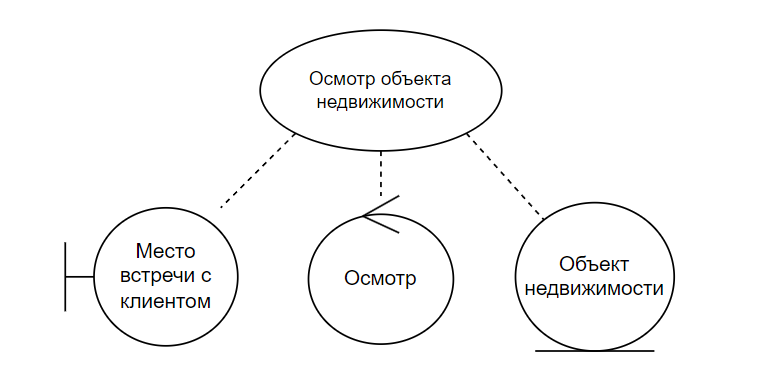 Осмотр объекта
недвижимости
Место
встречи с
клиентом
Осмотр
Объект
недвижимости